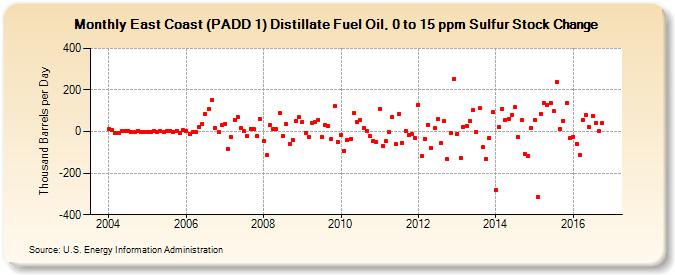 Monthly East Coast (PADD 1) Distillate Fuel Oil, 0 to 15 ppm Sulfur Stock Change
Thousand Barrels per Day
400
200
0
-200
-400
2004 2006 2008 2010 2012 2014 2016
Source: U.S. Energy Information Administration